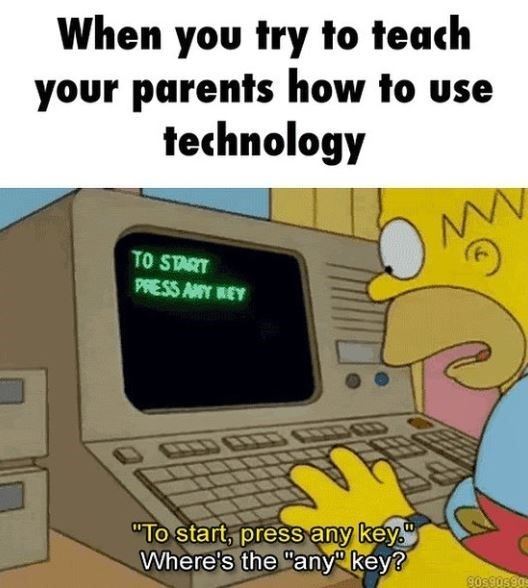 When you try to teach
your parents how to use
technology
TO START
PRESS ANY KEY
"To start, press any key."
Where's the "any" key?